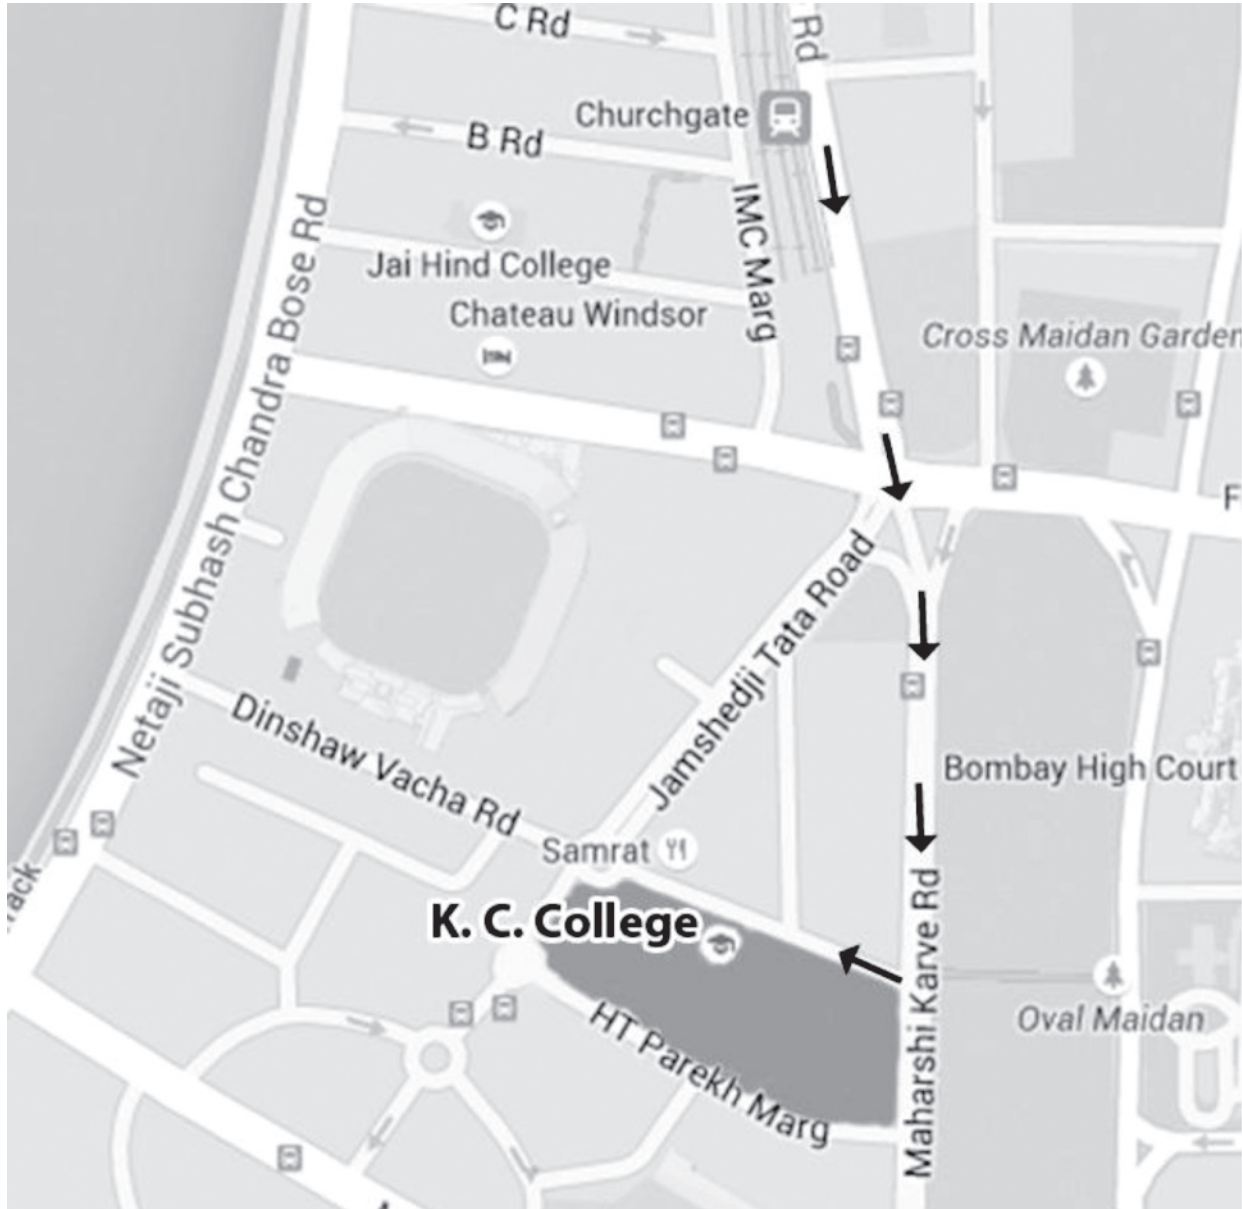 C Rd
Rd
Churchgate
B Rd
IMC Marg
Jai Hind College
Chateau Windsor
Cross Maidan Garden
Netaji Subhash Chandra Bose Rd
F
Jamshedji Tata Road
Dinshaw Vacha Rd
Bombay High Court
Samrat
K. C. College
Maharshi Karve Rd
Oval Maidan
HT Parekh Marg
rack